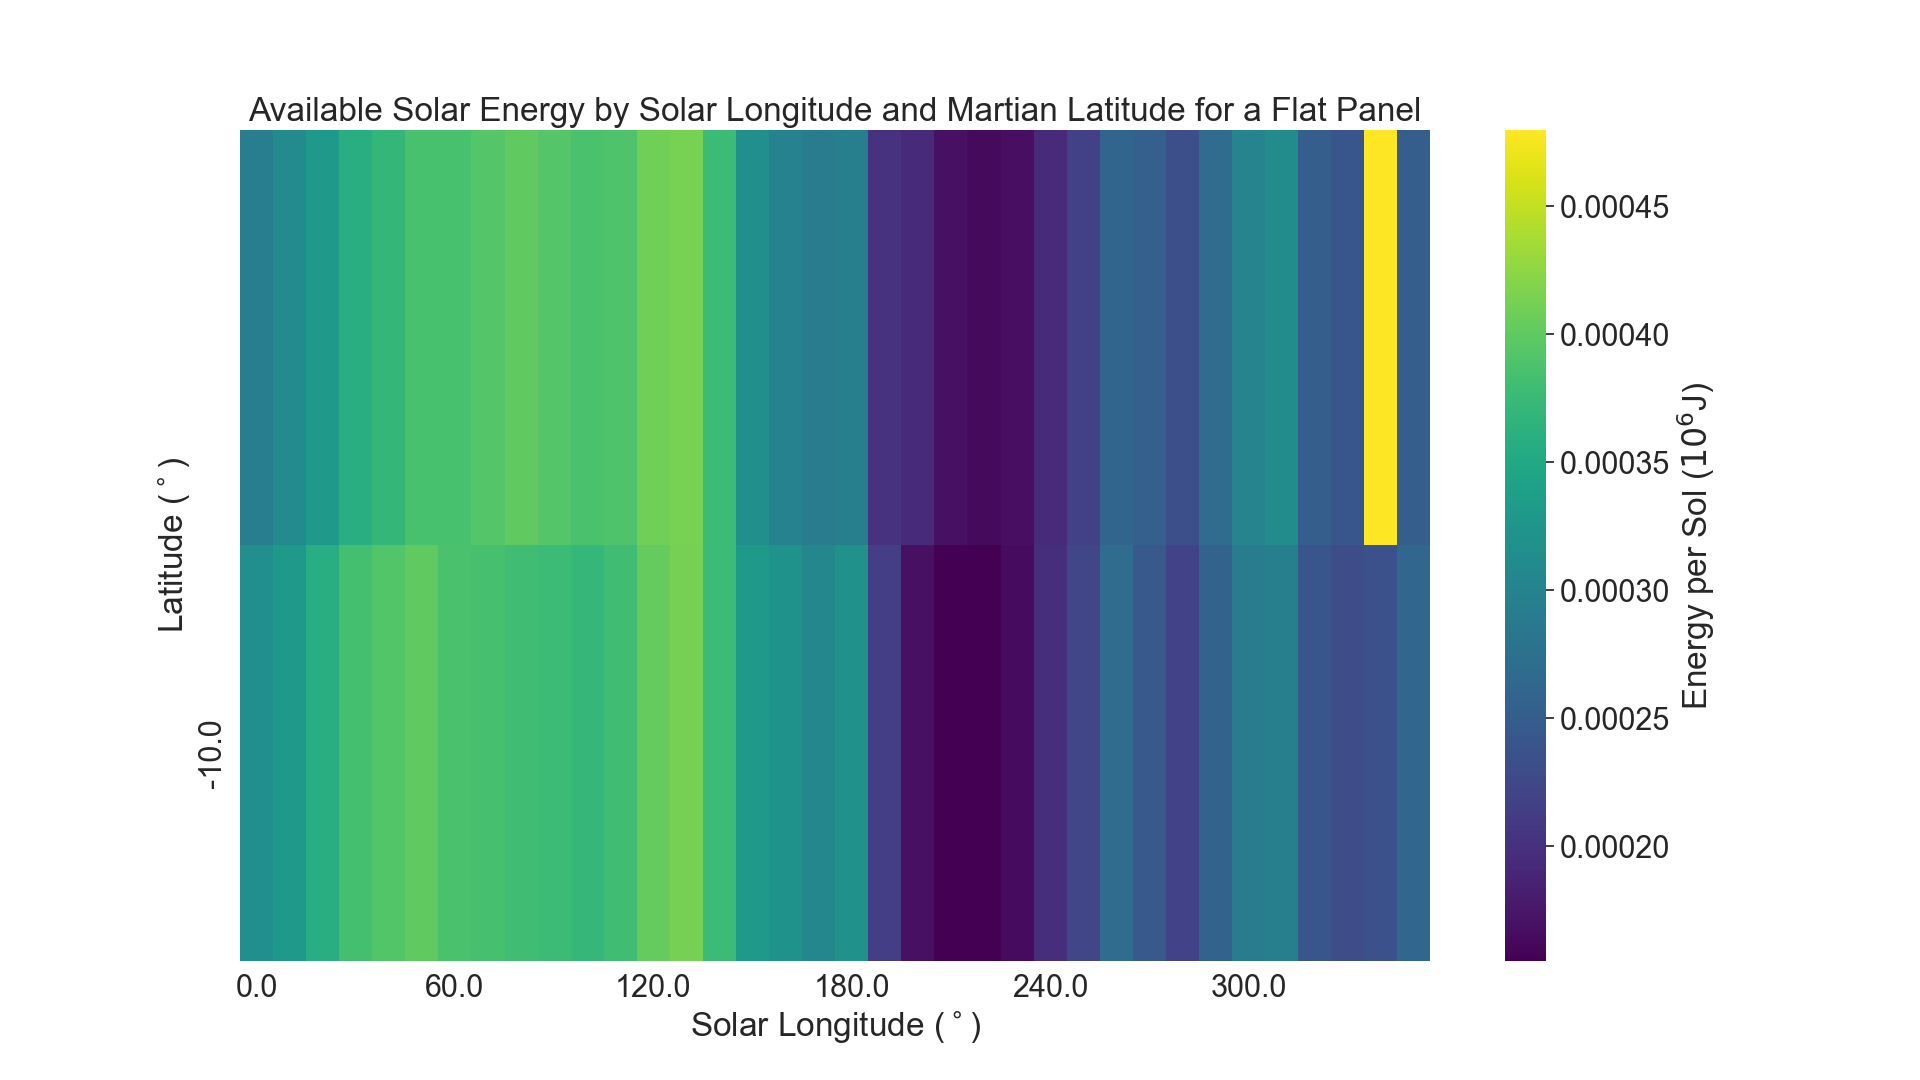 Available Solar Energy by Solar Longitude and Martian Latitude for a Flat Panel
Latitude (°)
-10.0
0.0 60.0 120.0 180.0 240.0 300.0
Solar Longitude (°)
0.00045
0.00040
0.00035
0.00030
0.00025
0.00020
Energy per Sol (10⁶J)